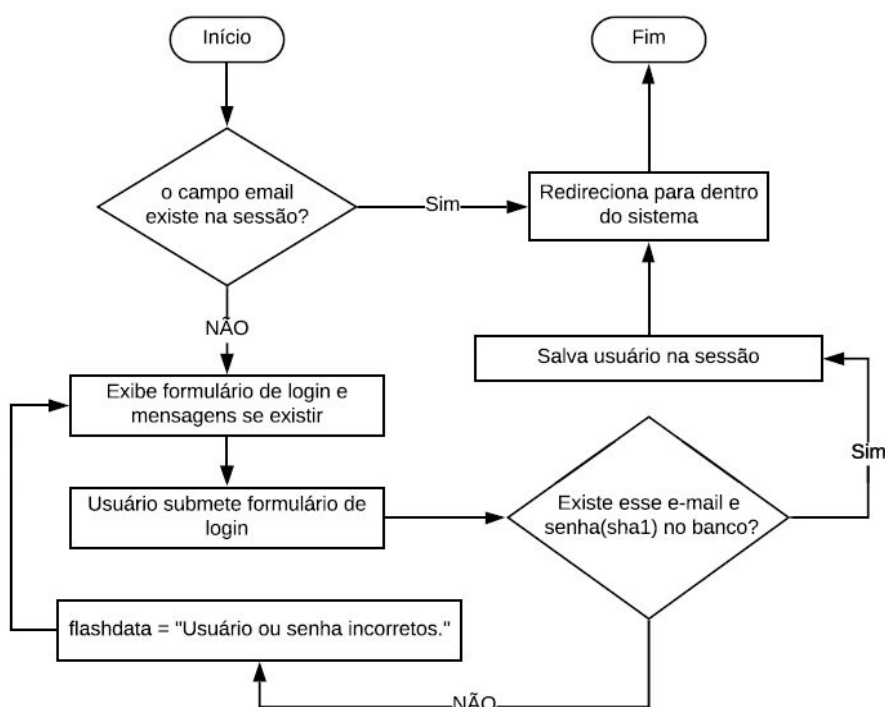 Início
Fim
o campo email
existe na sessão?
Sim
Redireciona para dentro
do sistema
NÃO
Salva usuário na sessão
Exibe formulário de login e
mensagens se existir
Sim
Usuário submete formulário de
login
Existe esse e-mail e
senha(sha1) no banco?
flashdata = "Usuário ou senha incorretos."
NÃO